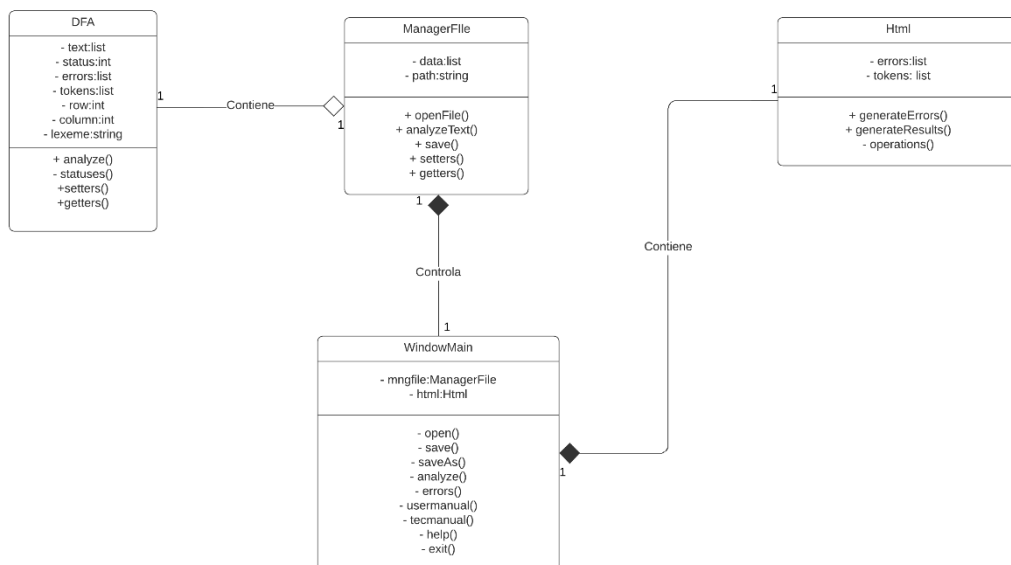 DFA
- text:list
- status:int
- errors:list
- tokens:list
- row:int
- column:int
- lexeme:string
+ analyze()
- statuses()
+setters()
+getters()
1
Contiene
1
ManagerFIle
- data:list
- path:string
+ openFile()
+ analyzeText()
+ save()
+ setters()
+ getters()
1
Controla
1
Html
- errors:list
- tokens: list
+ generateErrors()
+ generateResults()
- operations()
1
Contiene
1
WindowMain
- mngfile:ManagerFile
- html:Html
- open()
- save()
- saveAs()
- analyze()
- errors()
- usermanual()
- tecmanual()
- help()
- exit()